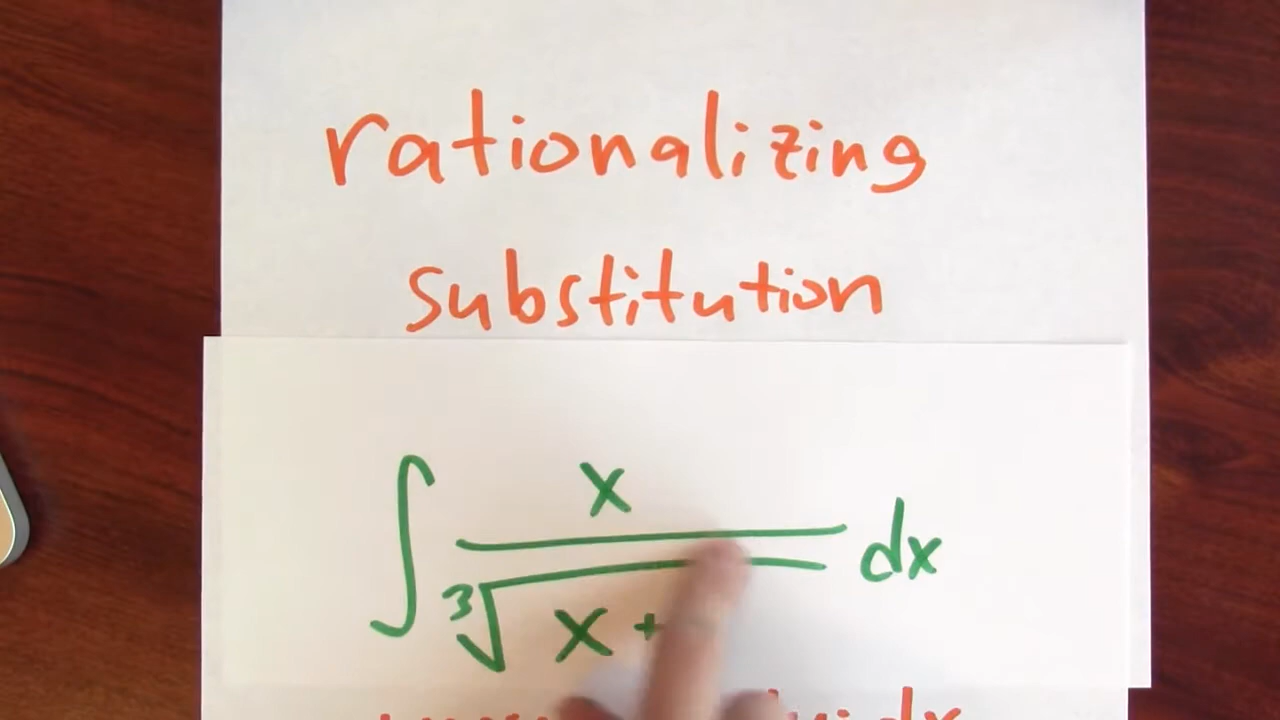 rationalizing
substitution
∫ x / ∛(x + dx